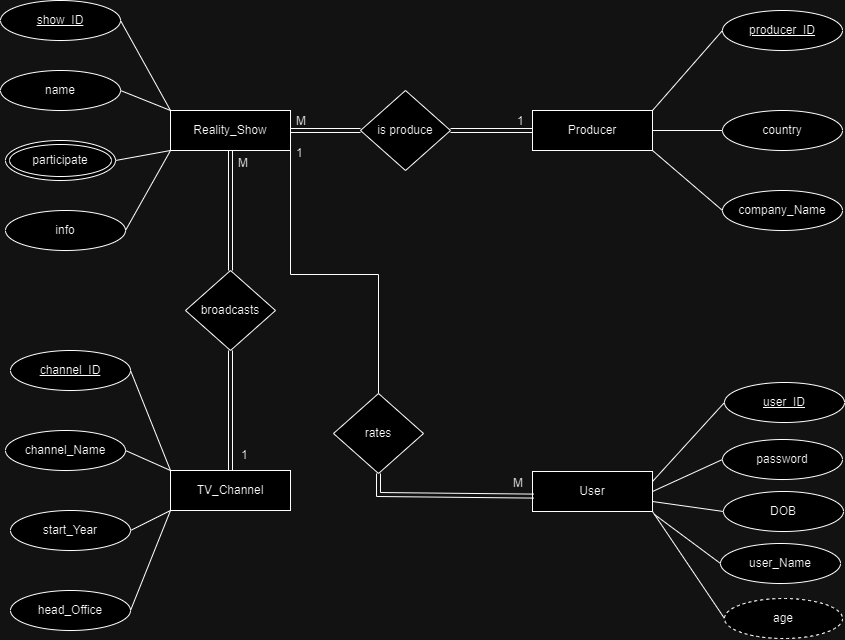 show_ID
producer_ID
name
M
is produce
1
Reality_Show
Producer
country
participate
M
1
info
company_Name
broadcasts
channel_ID
user_ID
rates
channel_Name
1
password
M
TV_Channel
User
DOB
start_Year
user_Name
head_Office
age